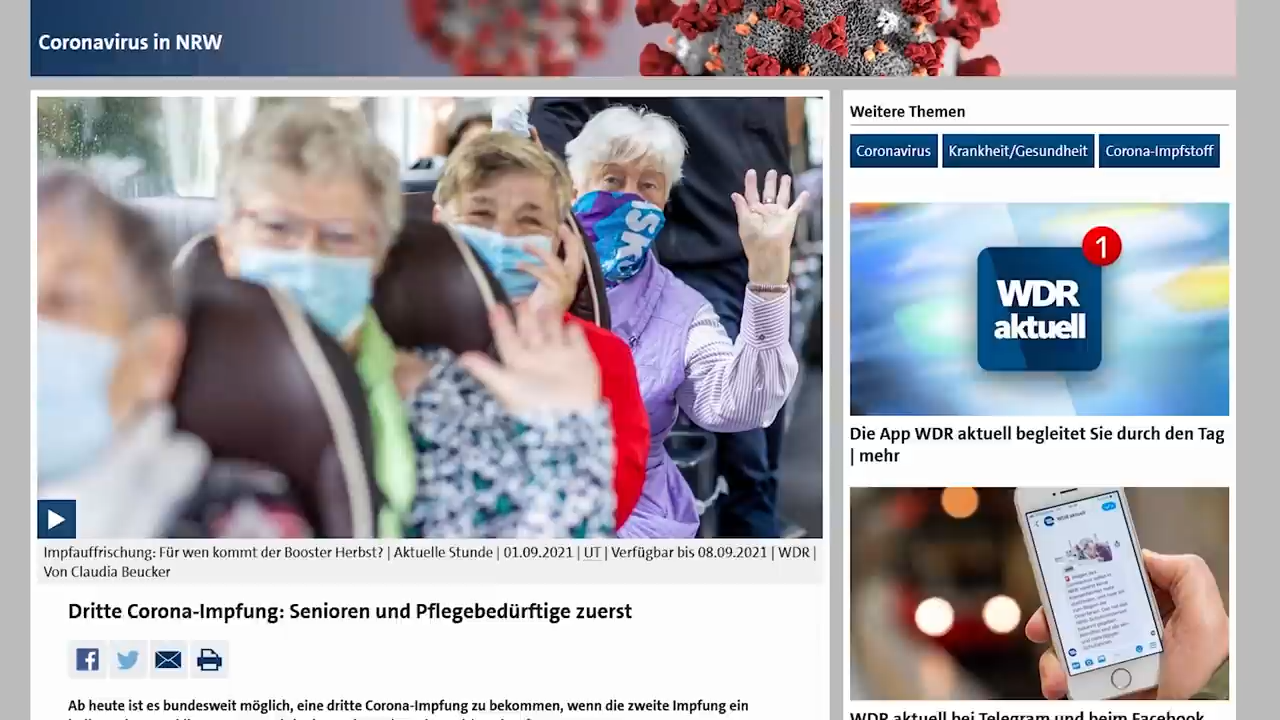 Coronavirus in NRW
Impfauffrischung: Für wen kommt der Booster Herbst? | Aktuelle Stunde | 01.09.2021 | UT | Verfügbar bis 08.09.2021 | WDR |
Von Claudia Beucker
Dritte Corona-Impfung: Senioren und Pflegebedürftige zuerst
Ab heute ist es bundesweit möglich, eine dritte Corona-Impfung zu bekommen, wenn die zweite Impfung ein
Weitere Themen
Coronavirus
Krankheit/Gesundheit
Corona-Impfstoff
1
WDR
aktuell
Die App WDR aktuell begleitet Sie durch den Tag
| mehr
WDR aktuell bei Telegram und beim Facebook